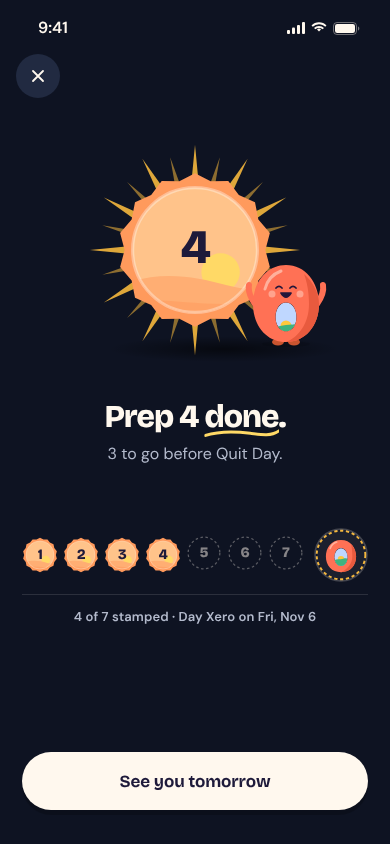 9:41
4
Prep 4 done.
3 to go before Quit Day.
1 2 3 4 5 6 7
4 of 7 stamped · Day Xero on Fri, Nov 6
See you tomorrow